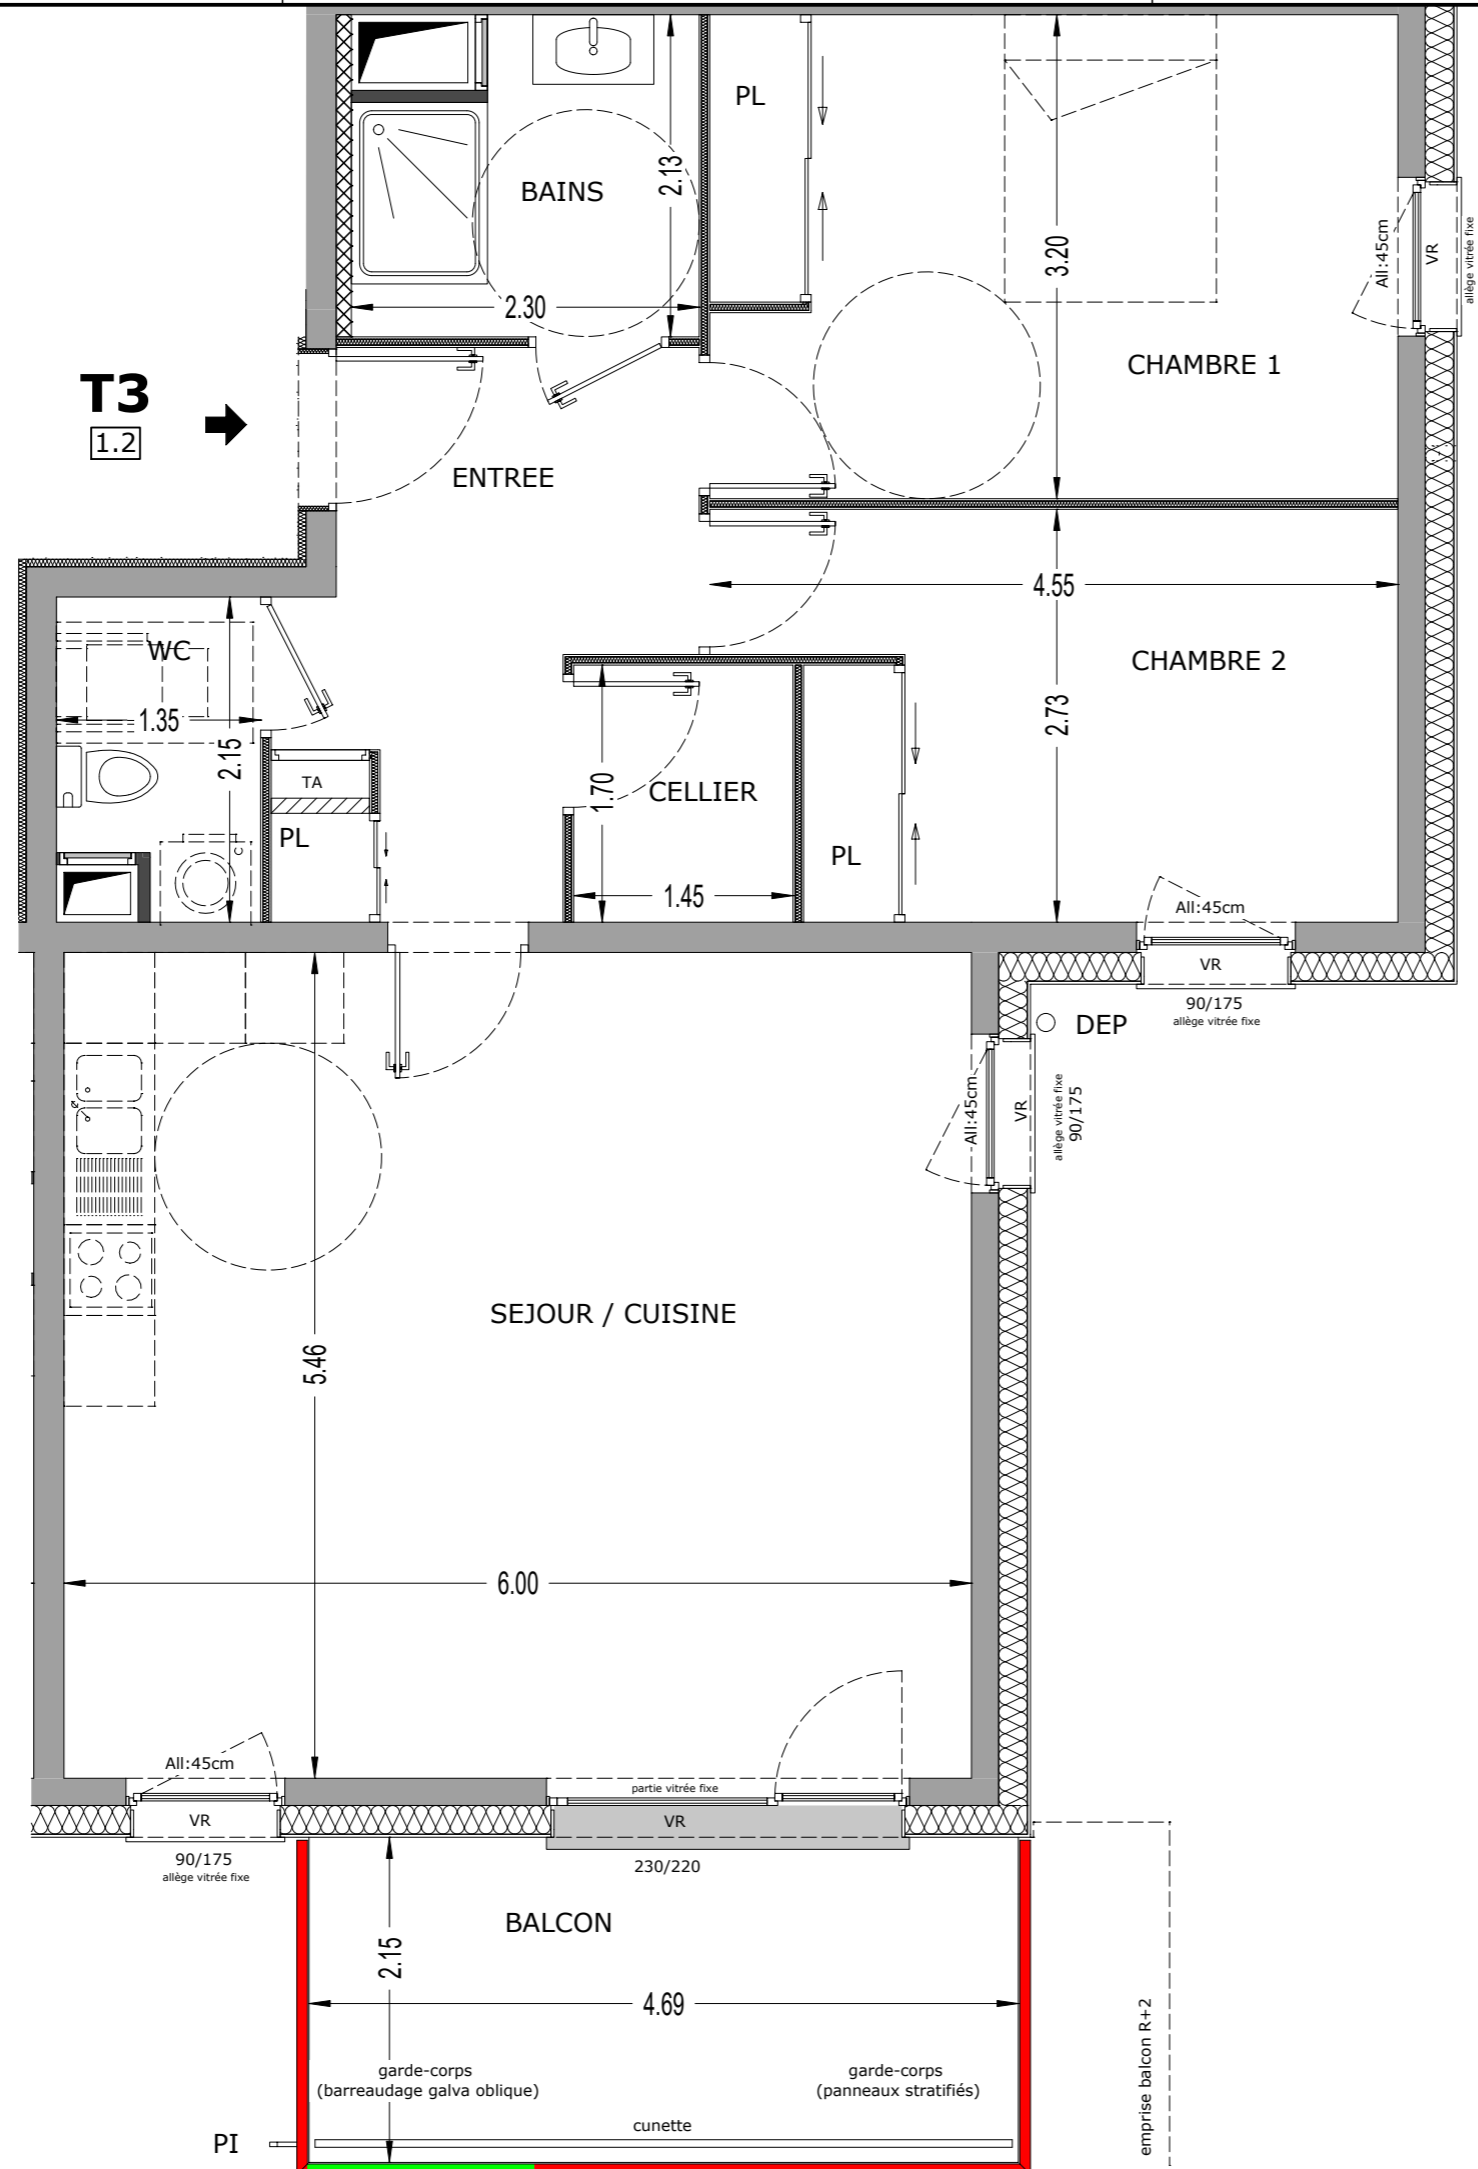 PL
BAINS
2.13
3.20
All:45cm
VR
allège vitrée fixe
2.30
CHAMBRE 1
T3
1.2
ENTREE
4.55
CHAMBRE 2
WC
1.35
2.15
2.73
TA
1.70
CELLIER
PL
PL
C
1.45
All:45cm
VR
90/175
allège vitrée fixe
DEP
All:45cm
VR
allège vitrée fixe
90/175
SEJOUR / CUISINE
5.46
6.00
All:45cm
partie vitrée fixe
VR
VR
90/175
allège vitrée fixe
230/220
BALCON
2.15
4.69
garde-corps
(barreaudage galva oblique)
garde-corps
(panneaux stratifiés)
cunette
PI
emprise balcon R+2